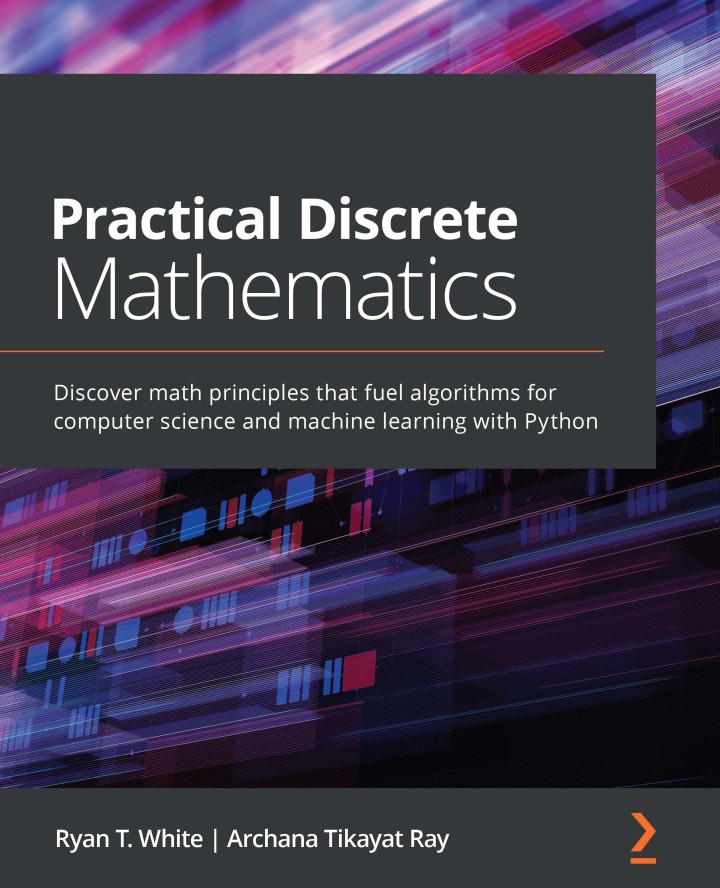 Practical Discrete
Mathematics
Discover math principles that fuel algorithms for
computer science and machine learning with Python
Ryan T. White | Archana Tikayat Ray